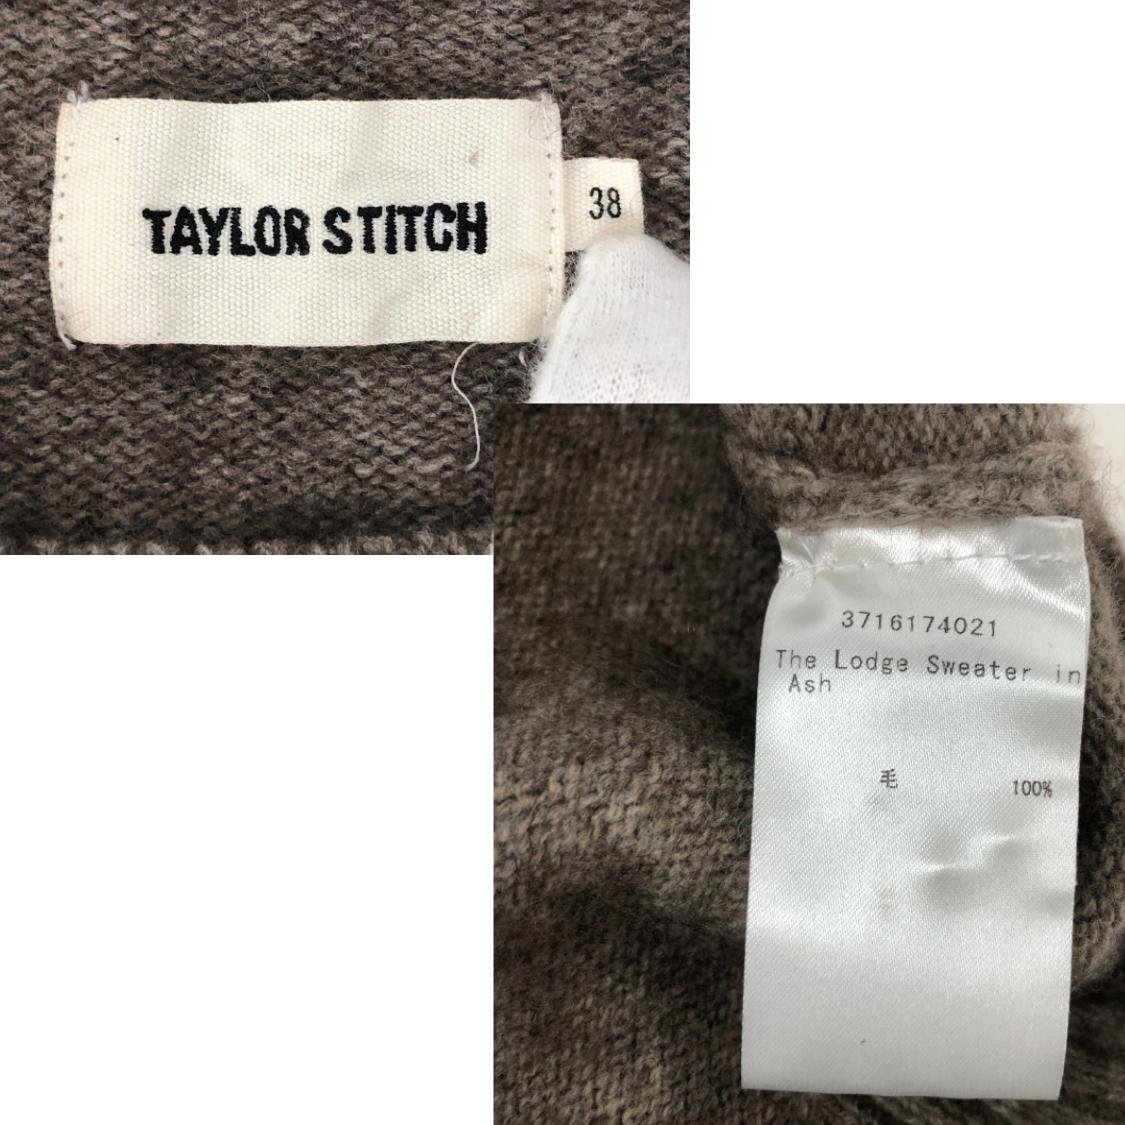 TAYLOR STITCH
38
3716174021
The Lodge Sweater in
Ash
毛 100%